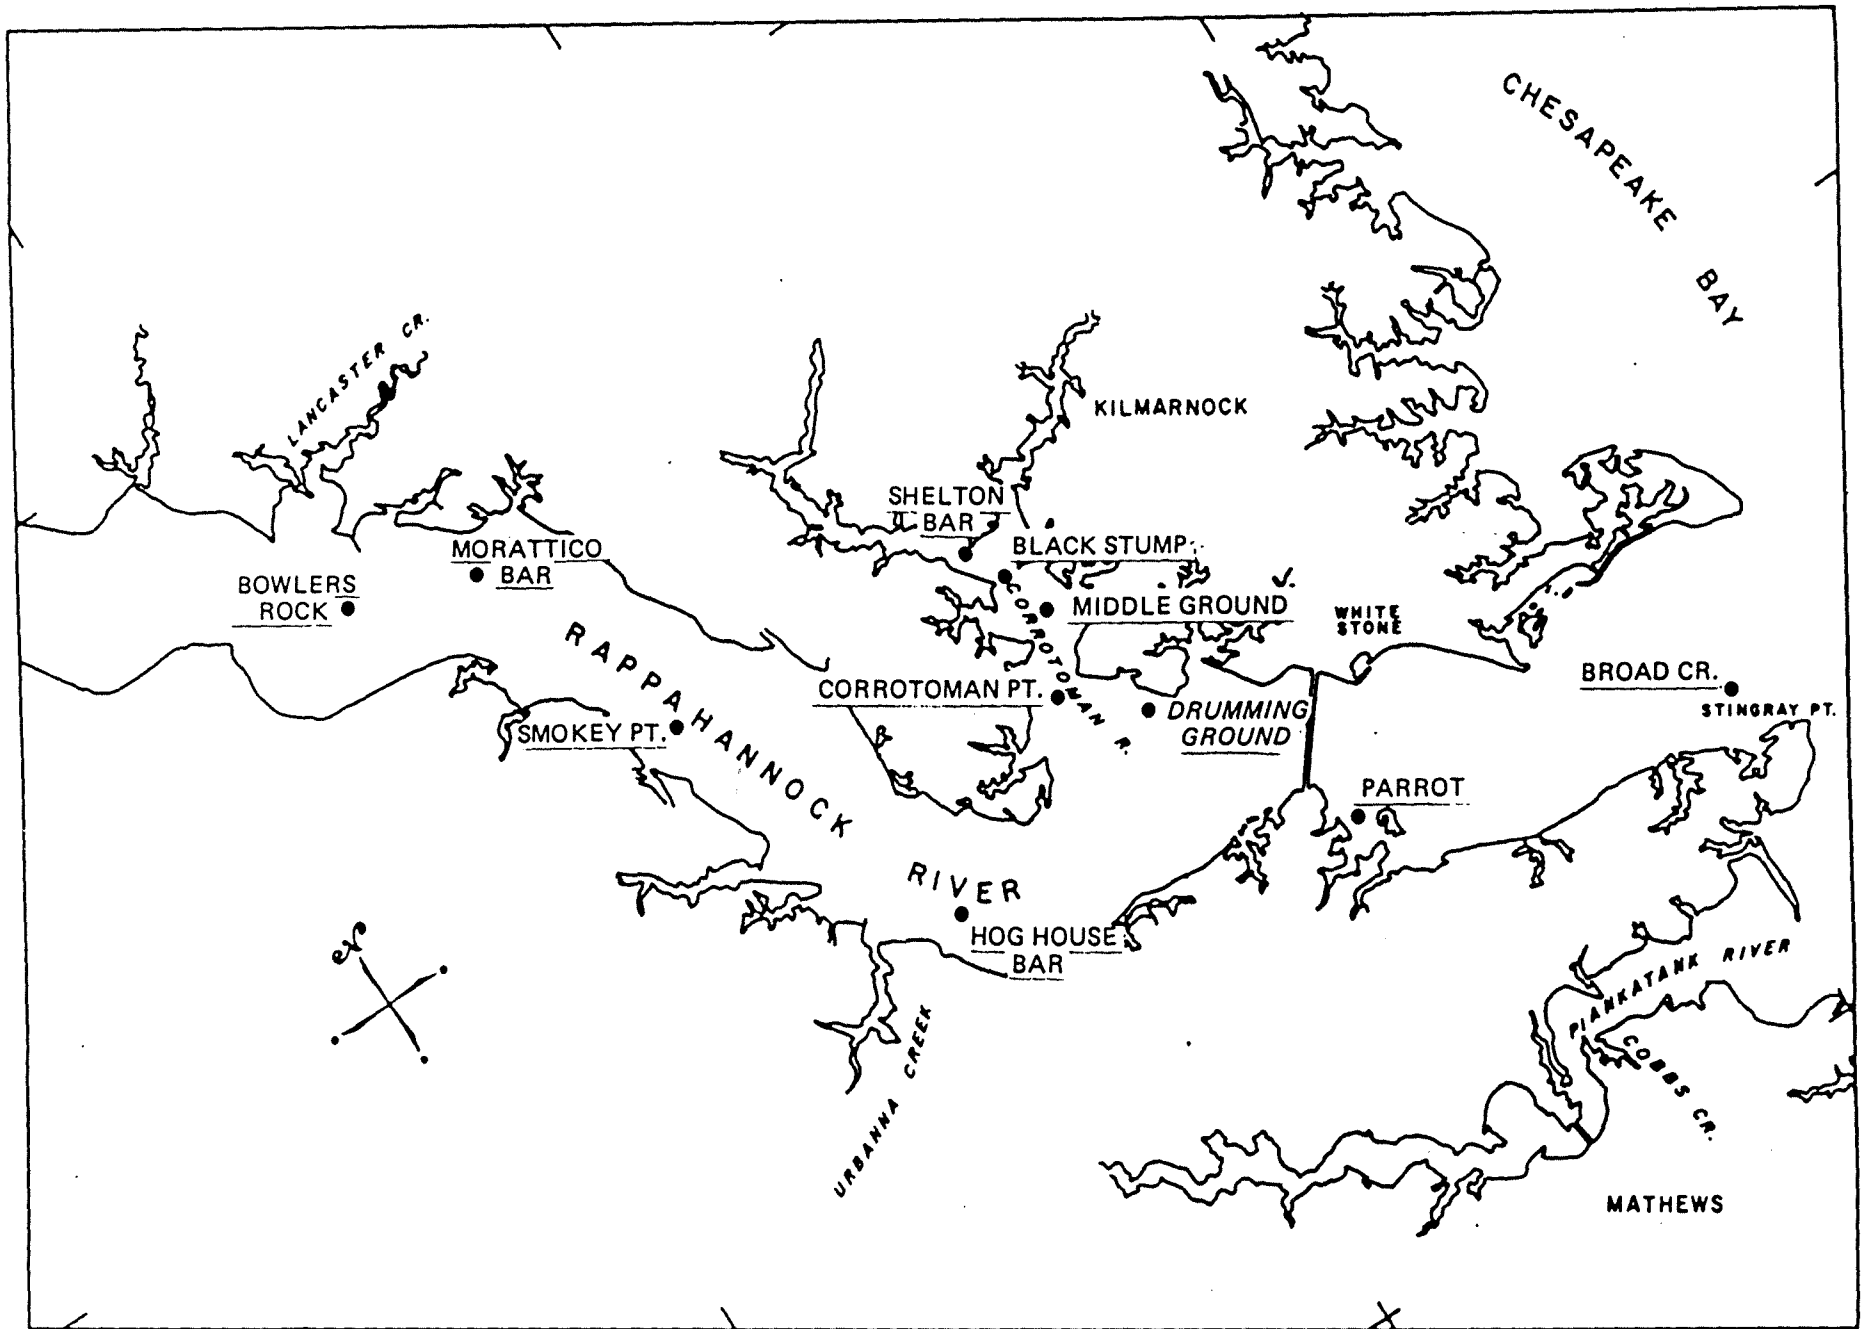 CHESAPEAKE
BAY
LANCASTER CR.
KILMARNOCK
SHELTON
BAR
BLACK STUMP
MORATTICO
BAR
BOWLERS
ROCK
MIDDLE GROUND
WHITE
STONE
CORROTOMAN R.
RAPPAHANNOCK
RIVER
CORROTOMAN PT.
BROAD CR.
STINGRAY PT.
DRUMMING
GROUND
SMOKEY PT.
PARROT
HOG HOUSE
BAR
N
URBANNA CREEK
PIANKATANK RIVER
COBBS CR.
MATHEWS